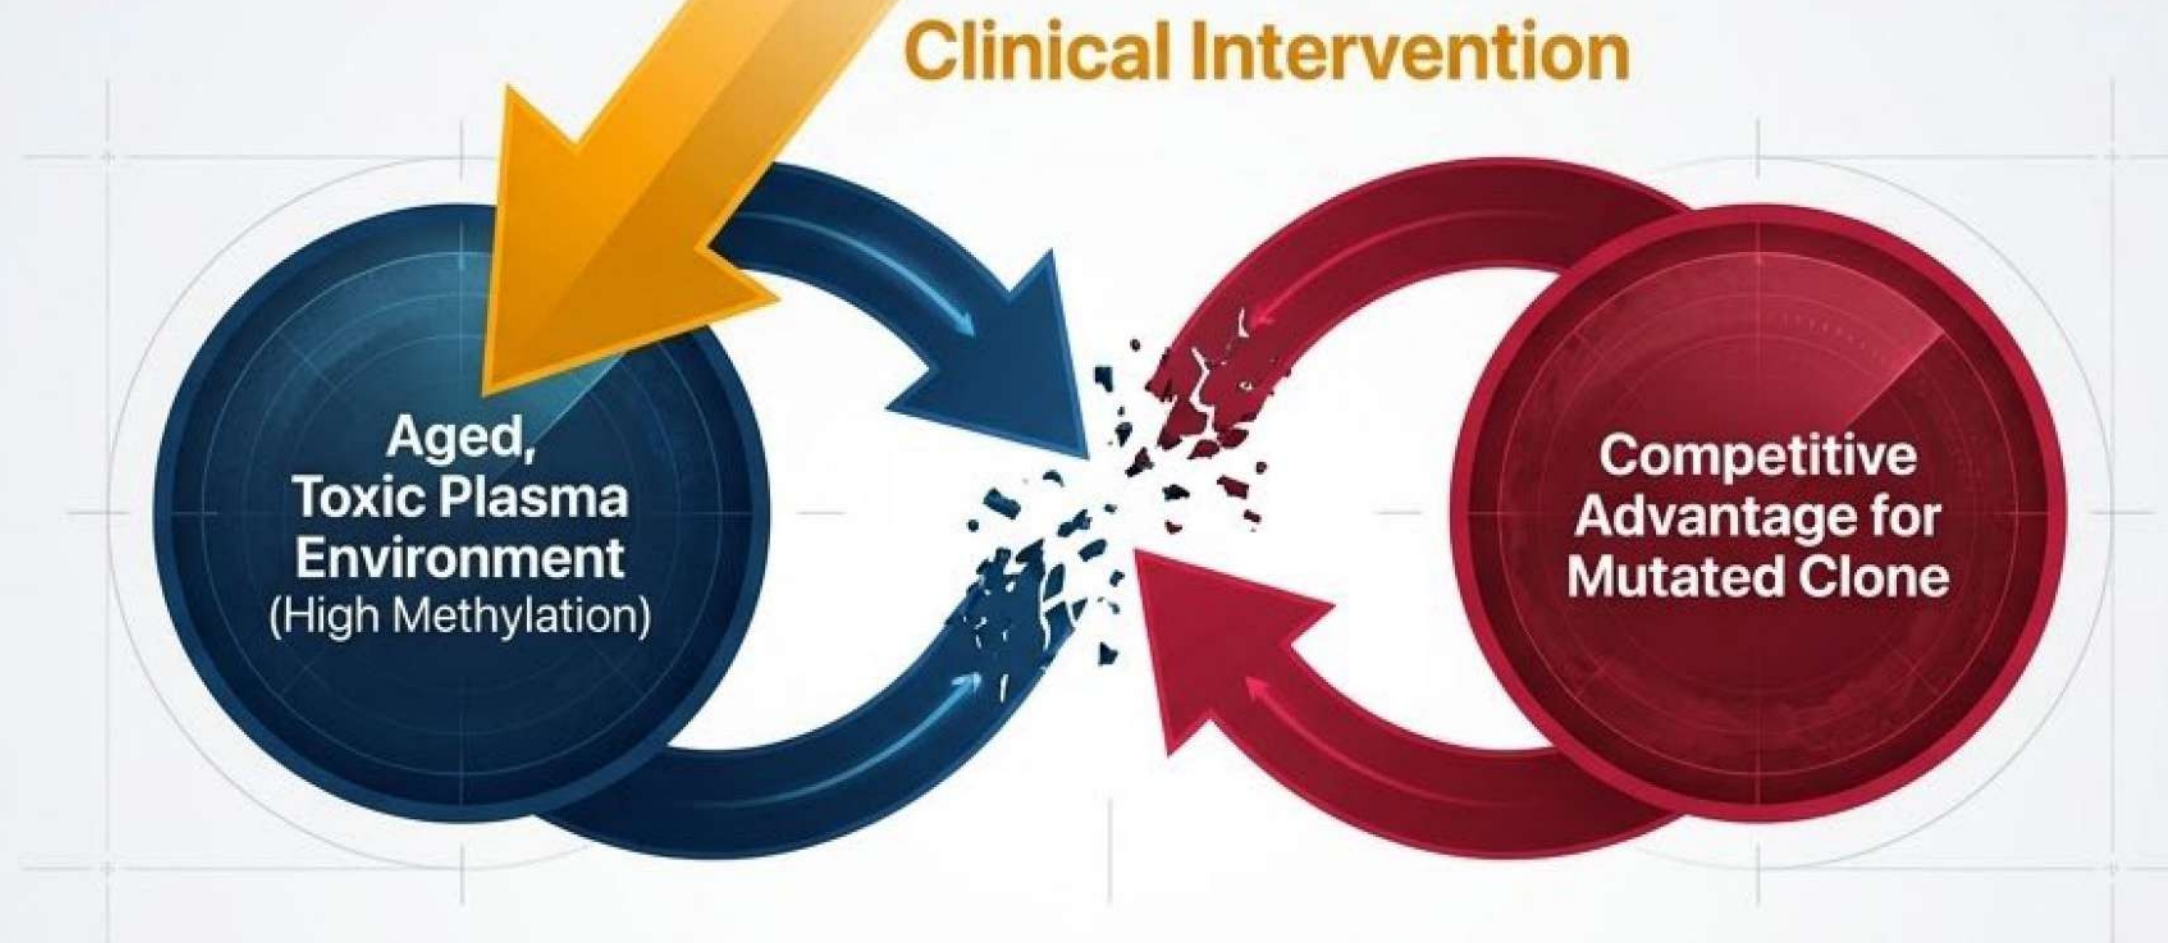 Clinical Intervention
Aged,
Toxic Plasma
Environment
(High Methylation)
Competitive
Advantage for
Mutated Clone